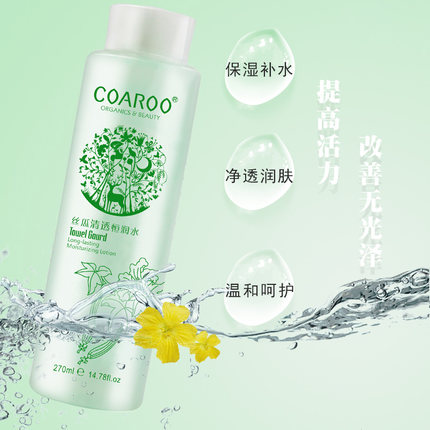 COAROO®
ORGANICS & BEAUTY
丝瓜清透恒润水
Towel Gourd
Long-lasting
Moisturizing Lotion
270ml ℮ 14.78fl.oz
保湿补水
净透润肤
温和呵护
提高活力
改善无光泽